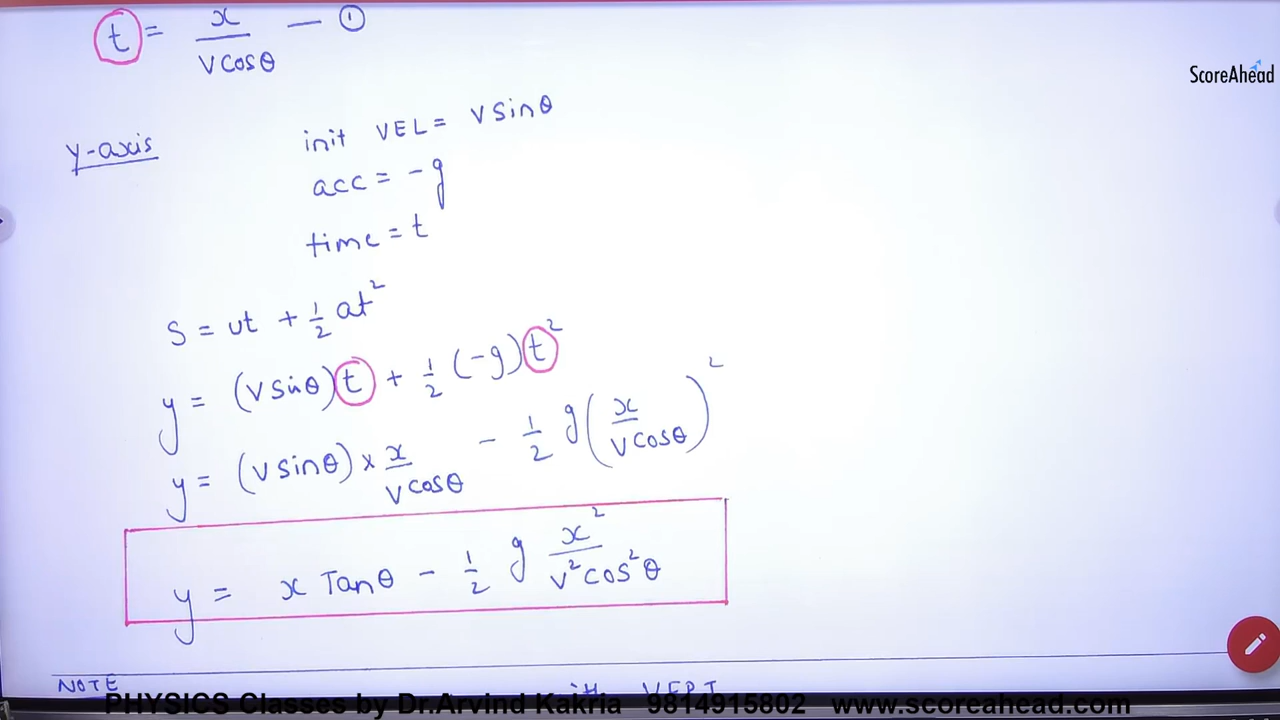 t = x / v cosθ — ①
ScoreAhead
Y-axis
init VEL = v sinθ
acc = -g
time = t
S = ut + 1/2 at²
y = (v sinθ) t + 1/2 (-g) t²
y = (v sinθ) × x / v cosθ - 1/2 g (x / v cosθ)²
y = x Tanθ - 1/2 g x² / v² cos²θ
NOTE VERT
PHYSICS Classes by Dr.Arvind Kakria 9814915802 www.scoreahead.com